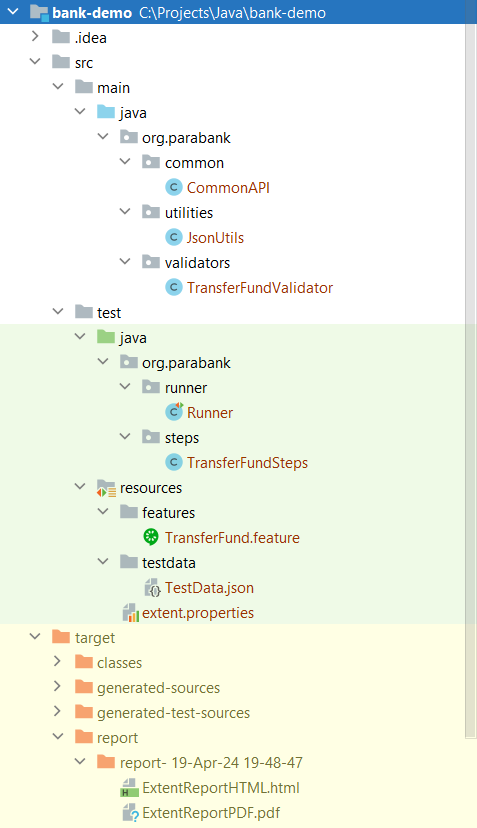 bank-demo C:\Projects\Java\bank-demo
.idea
src
main
java
org.parabank
common
CommonAPI
utilities
JsonUtils
validators
TransferFundValidator
test
java
org.parabank
runner
Runner
steps
TransferFundSteps
resources
features
TransferFund.feature
testdata
TestData.json
extent.properties
target
classes
generated-sources
generated-test-sources
report
report- 19-Apr-24 19-48-47
ExtentReportHTML.html
ExtentReportPDF.pdf